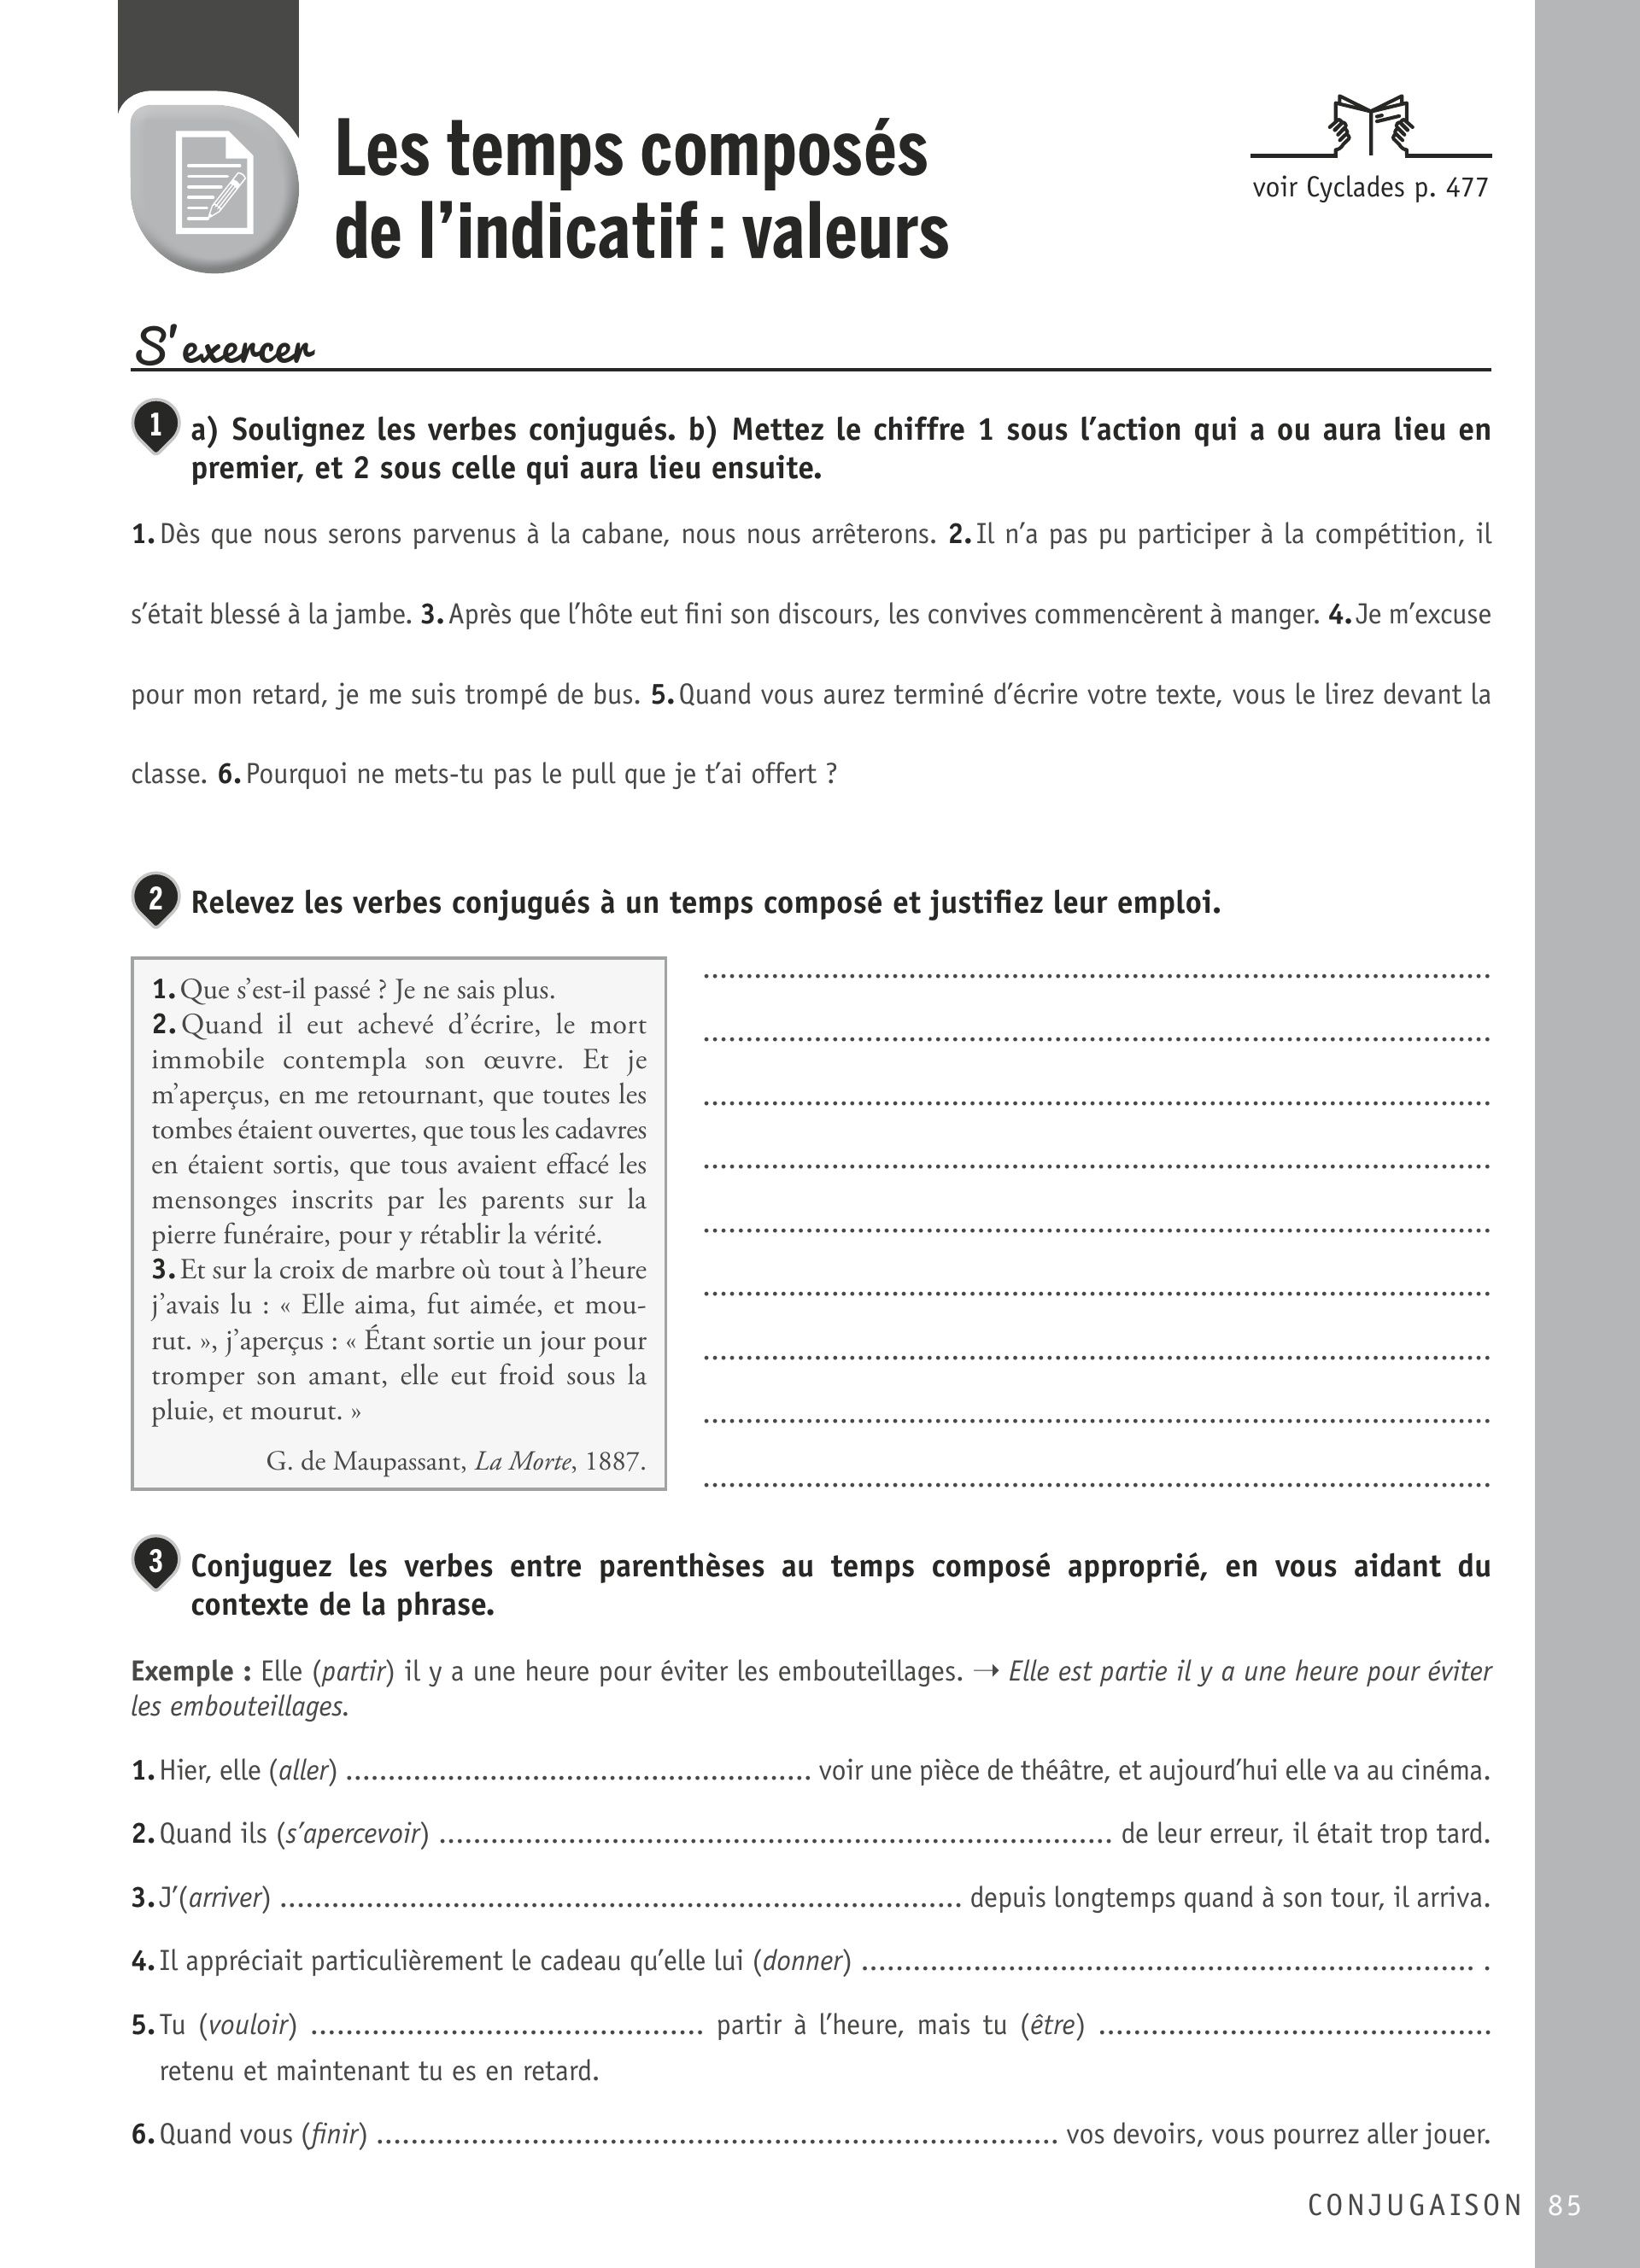 Les temps composés
de l’indicatif : valeurs
voir Cyclades p. 477
S’exercer
1 a) Soulignez les verbes conjugués. b) Mettez le chiffre 1 sous l’action qui a ou aura lieu en
premier, et 2 sous celle qui aura lieu ensuite.
1. Dès que nous serons parvenus à la cabane, nous nous arrêterons. 2. Il n’a pas pu participer à la compétition, il
s’était blessé à la jambe. 3. Après que l’hôte eut fini son discours, les convives commencèrent à manger. 4. Je m’excuse
pour mon retard, je me suis trompé de bus. 5. Quand vous aurez terminé d’écrire votre texte, vous le lirez devant la
classe. 6. Pourquoi ne mets-tu pas le pull que je t’ai offert ?
2 Relevez les verbes conjugués à un temps composé et justifiez leur emploi.
1. Que s’est-il passé ? Je ne sais plus.
2. Quand il eut achevé d’écrire, le mort
immobile contempla son œuvre. Et je
m’aperçus, en me retournant, que toutes les
tombes étaient ouvertes, que tous les cadavres
en étaient sortis, que tous avaient effacé les
mensonges inscrits par les parents sur la
pierre funéraire, pour y rétablir la vérité.
3. Et sur la croix de marbre où tout à l’heure
j’avais lu : « Elle aima, fut aimée, et mou-
rut. », j’aperçus : « Étant sortie un jour pour
tromper son amant, elle eut froid sous la
pluie, et mourut. »
G. de Maupassant, La Morte, 1887.
3 Conjuguez les verbes entre parenthèses au temps composé approprié, en vous aidant du
contexte de la phrase.
Exemple : Elle (partir) il y a une heure pour éviter les embouteillages. → Elle est partie il y a une heure pour éviter
les embouteillages.
1. Hier, elle (aller) ........................ voir une pièce de théâtre, et aujourd’hui elle va au cinéma.
2. Quand ils (s’apercevoir) ........................ de leur erreur, il était trop tard.
3. J’(arriver) ........................ depuis longtemps quand à son tour, il arriva.
4. Il appréciait particulièrement le cadeau qu’elle lui (donner) ........................ .
5. Tu (vouloir) ........................ partir à l’heure, mais tu (être) ........................
retenu et maintenant tu es en retard.
6. Quand vous (finir) ........................ vos devoirs, vous pourrez aller jouer.
CONJUGAISON 85